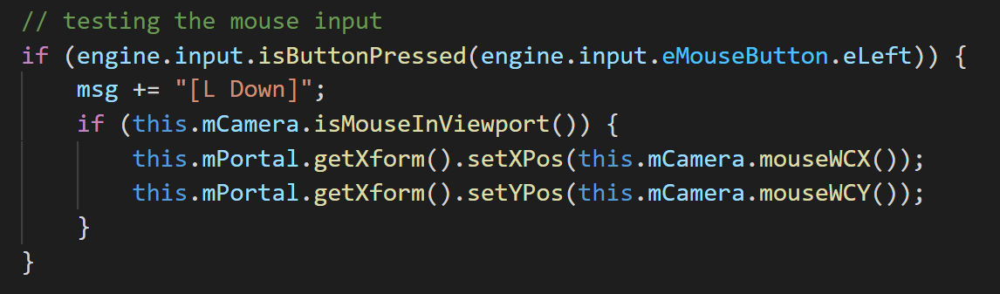 // testing the mouse input
if (engine.input.isButtonPressed(engine.input.eMouseButton.eLeft)) {
    msg += "[L Down]";
    if (this.mCamera.isMouseInViewport()) {
        this.mPortal.getXform().setXPos(this.mCamera.mouseWCX());
        this.mPortal.getXform().setYPos(this.mCamera.mouseWCY());
    }
}